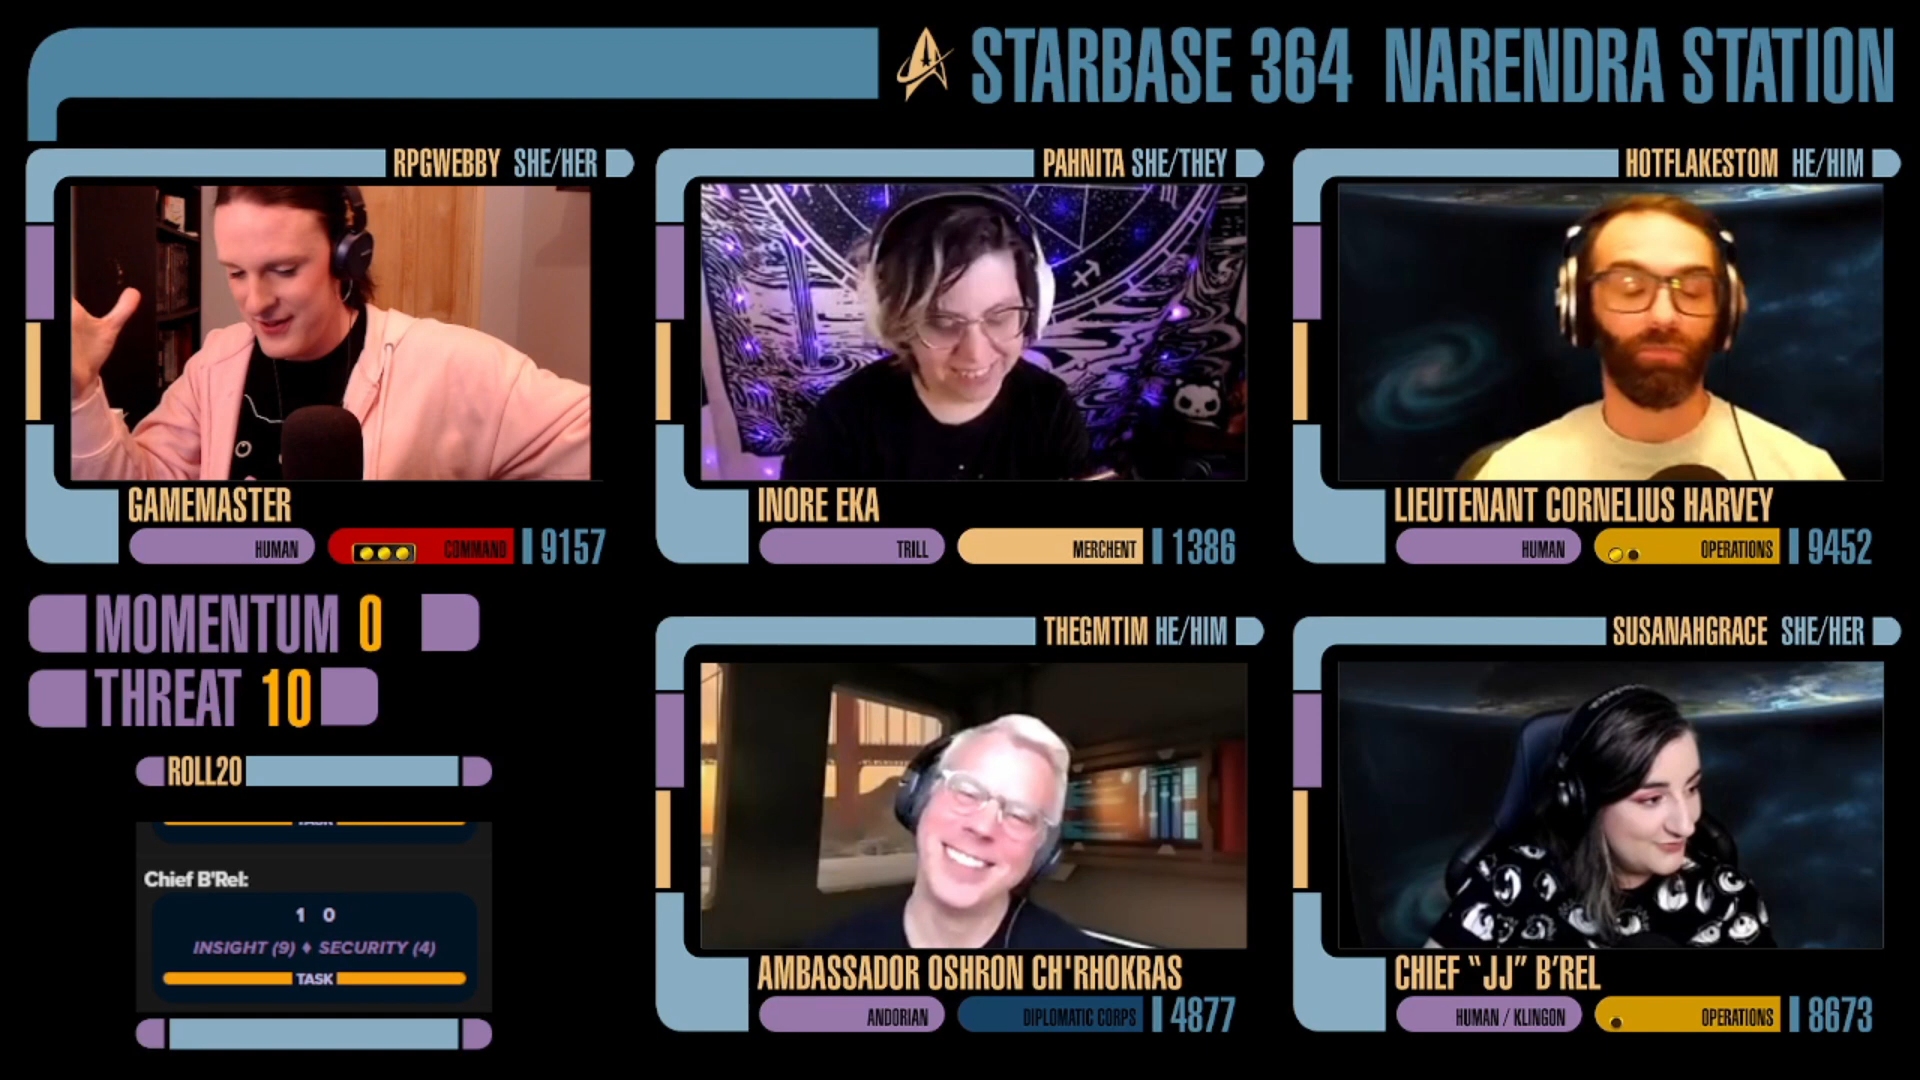 STARBASE 364 NARENDRA STATION
RPGWEBBY SHE/HER
GAMEMASTER
HUMAN
COMMAND
9157
PAHNITA SHE/THEY
INORE EKA
TRILL
MERCHENT
1386
HOTFLAKESTOM HE/HIM
LIEUTENANT CORNELIUS HARVEY
HUMAN
OPERATIONS
9452
MOMENTUM 0
THREAT 10
ROLL20
TASK
Chief B'Rel:
1 0
INSIGHT (9) ♦ SECURITY (4)
TASK
THEGMTIM HE/HIM
AMBASSADOR OSHRON CH'RHOKRAS
ANDORIAN
DIPLOMATIC CORPS
4877
SUSANAHGRACE SHE/HER
CHIEF “JJ” B'REL
HUMAN / KLINGON
OPERATIONS
8673